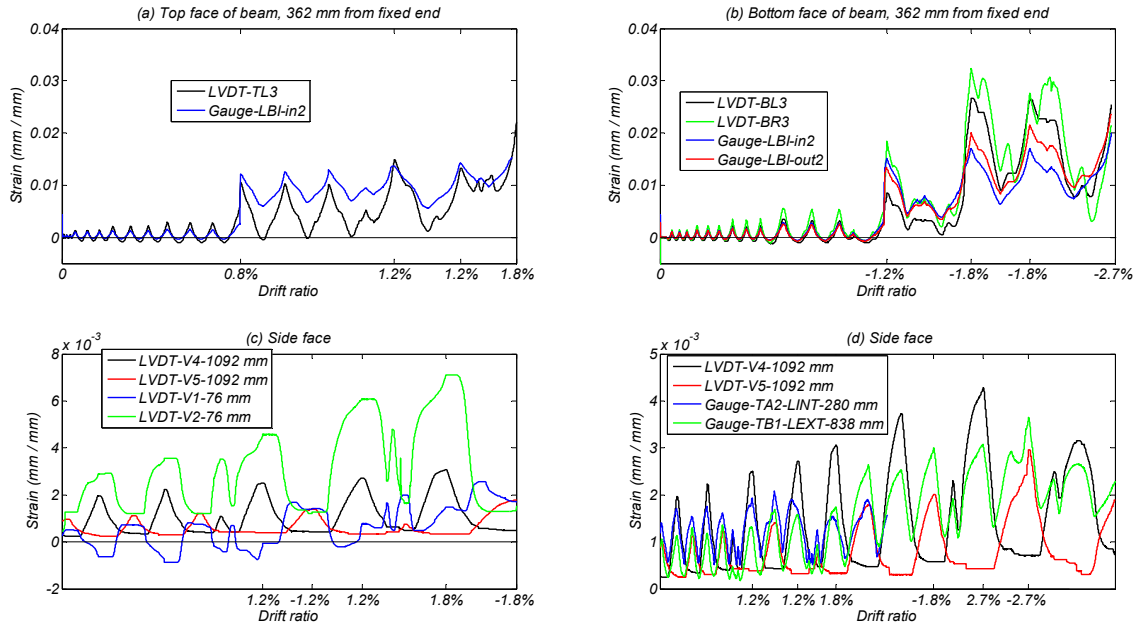 (a) Top face of beam, 362 mm from fixed end
0.04
0.03
0.02
0.01
0
Strain (mm / mm)
LVDT-TL3
Gauge-LBI-in2
0
0.8%
1.2%
1.2%
1.8%
Drift ratio
(b) Bottom face of beam, 362 mm from fixed end
0.04
0.03
0.02
0.01
0
Strain (mm / mm)
LVDT-BL3
LVDT-BR3
Gauge-LBI-in2
Gauge-LBI-out2
0
-1.2%
-1.8%
-1.8%
-2.7%
Drift ratio
(c) Side face
x 10-3
8
6
4
2
0
-2
Strain (mm / mm)
LVDT-V4-1092 mm
LVDT-V5-1092 mm
LVDT-V1-76 mm
LVDT-V2-76 mm
1.2%
-1.2%
1.2%
1.8%
-1.8%
Drift ratio
(d) Side face
x 10-3
5
4
3
2
1
0
Strain (mm / mm)
LVDT-V4-1092 mm
LVDT-V5-1092 mm
Gauge-TA2-LINT-280 mm
Gauge-TB1-LEXT-838 mm
1.2%
1.2%
1.8%
-1.8%
2.7%
-2.7%
Drift ratio